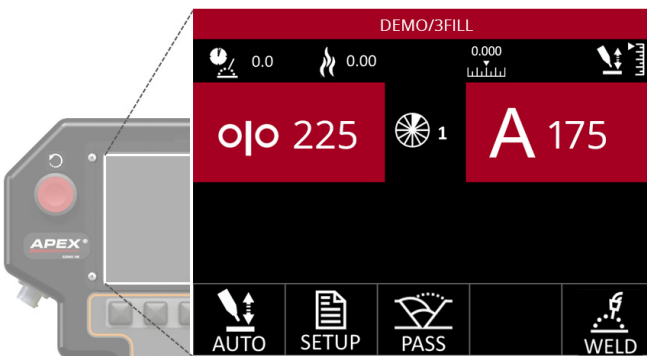 DEMO/3FILL
0.0
0.00
0.000
225
1
A 175
APEX®
AUTO
SETUP
PASS
WELD